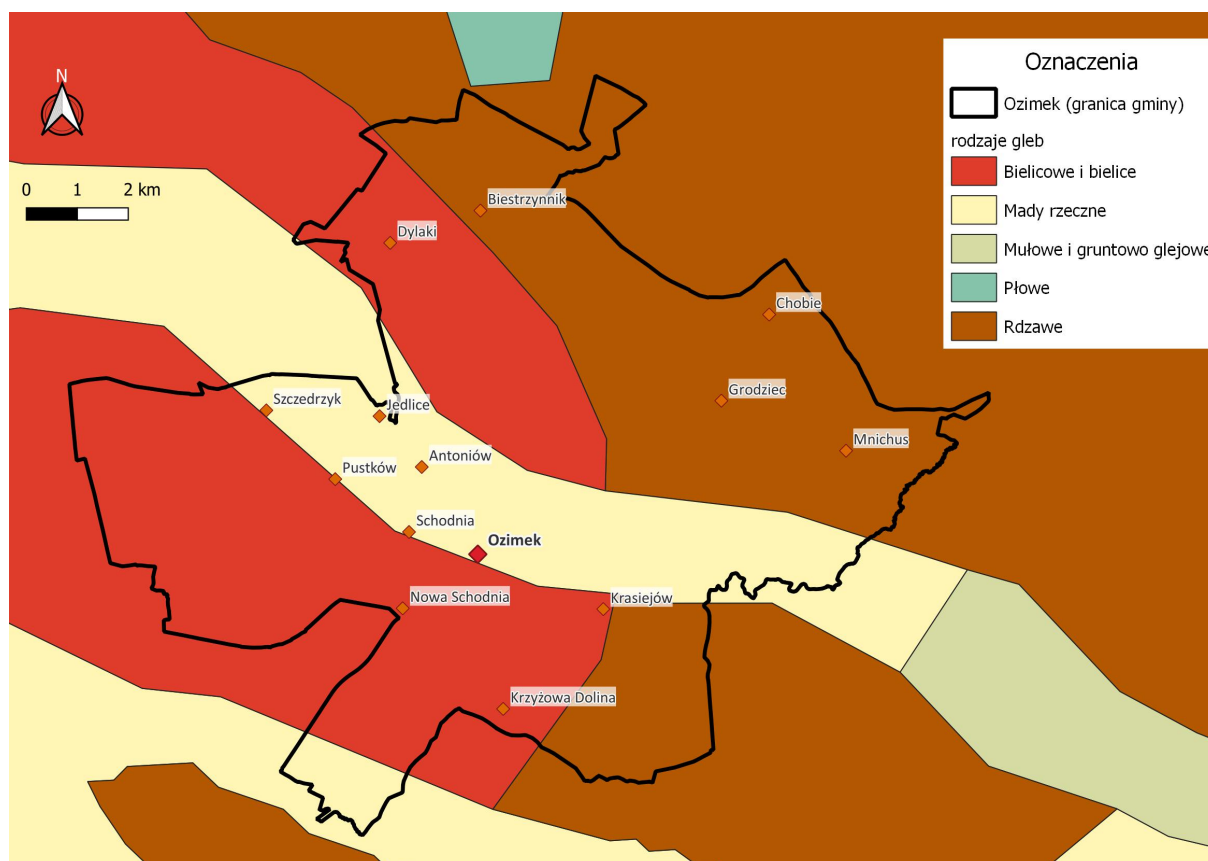 N
0 1 2 km
Oznaczenia
Ozimek (granica gminy)
rodzaje gleb
Bielicowe i bielice
Mady rzeczne
Mułowe i gruntowo glejowe
Płowe
Rdzawe
Biestrzynnik
Dylaki
Chobie
Grodziec
Szczedrzyk
Jedlice
Mnichus
Antoniów
Pustków
Schodnia
Ozimek
Nowa Schodnia
Krasiejów
Krzyżowa Dolina